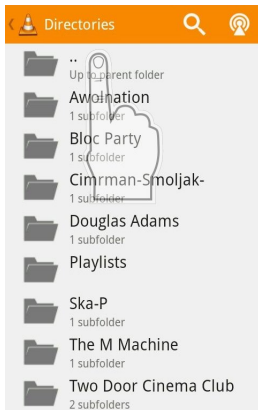 Directories
..
Up to parent folder
Awolnation
1 subfolder
Bloc Party
1 subfolder
Cimrman-Smoljak-
1 subfolder
Douglas Adams
1 subfolder
Playlists
Ska-P
1 subfolder
The M Machine
1 subfolder
Two Door Cinema Club
2 subfolders